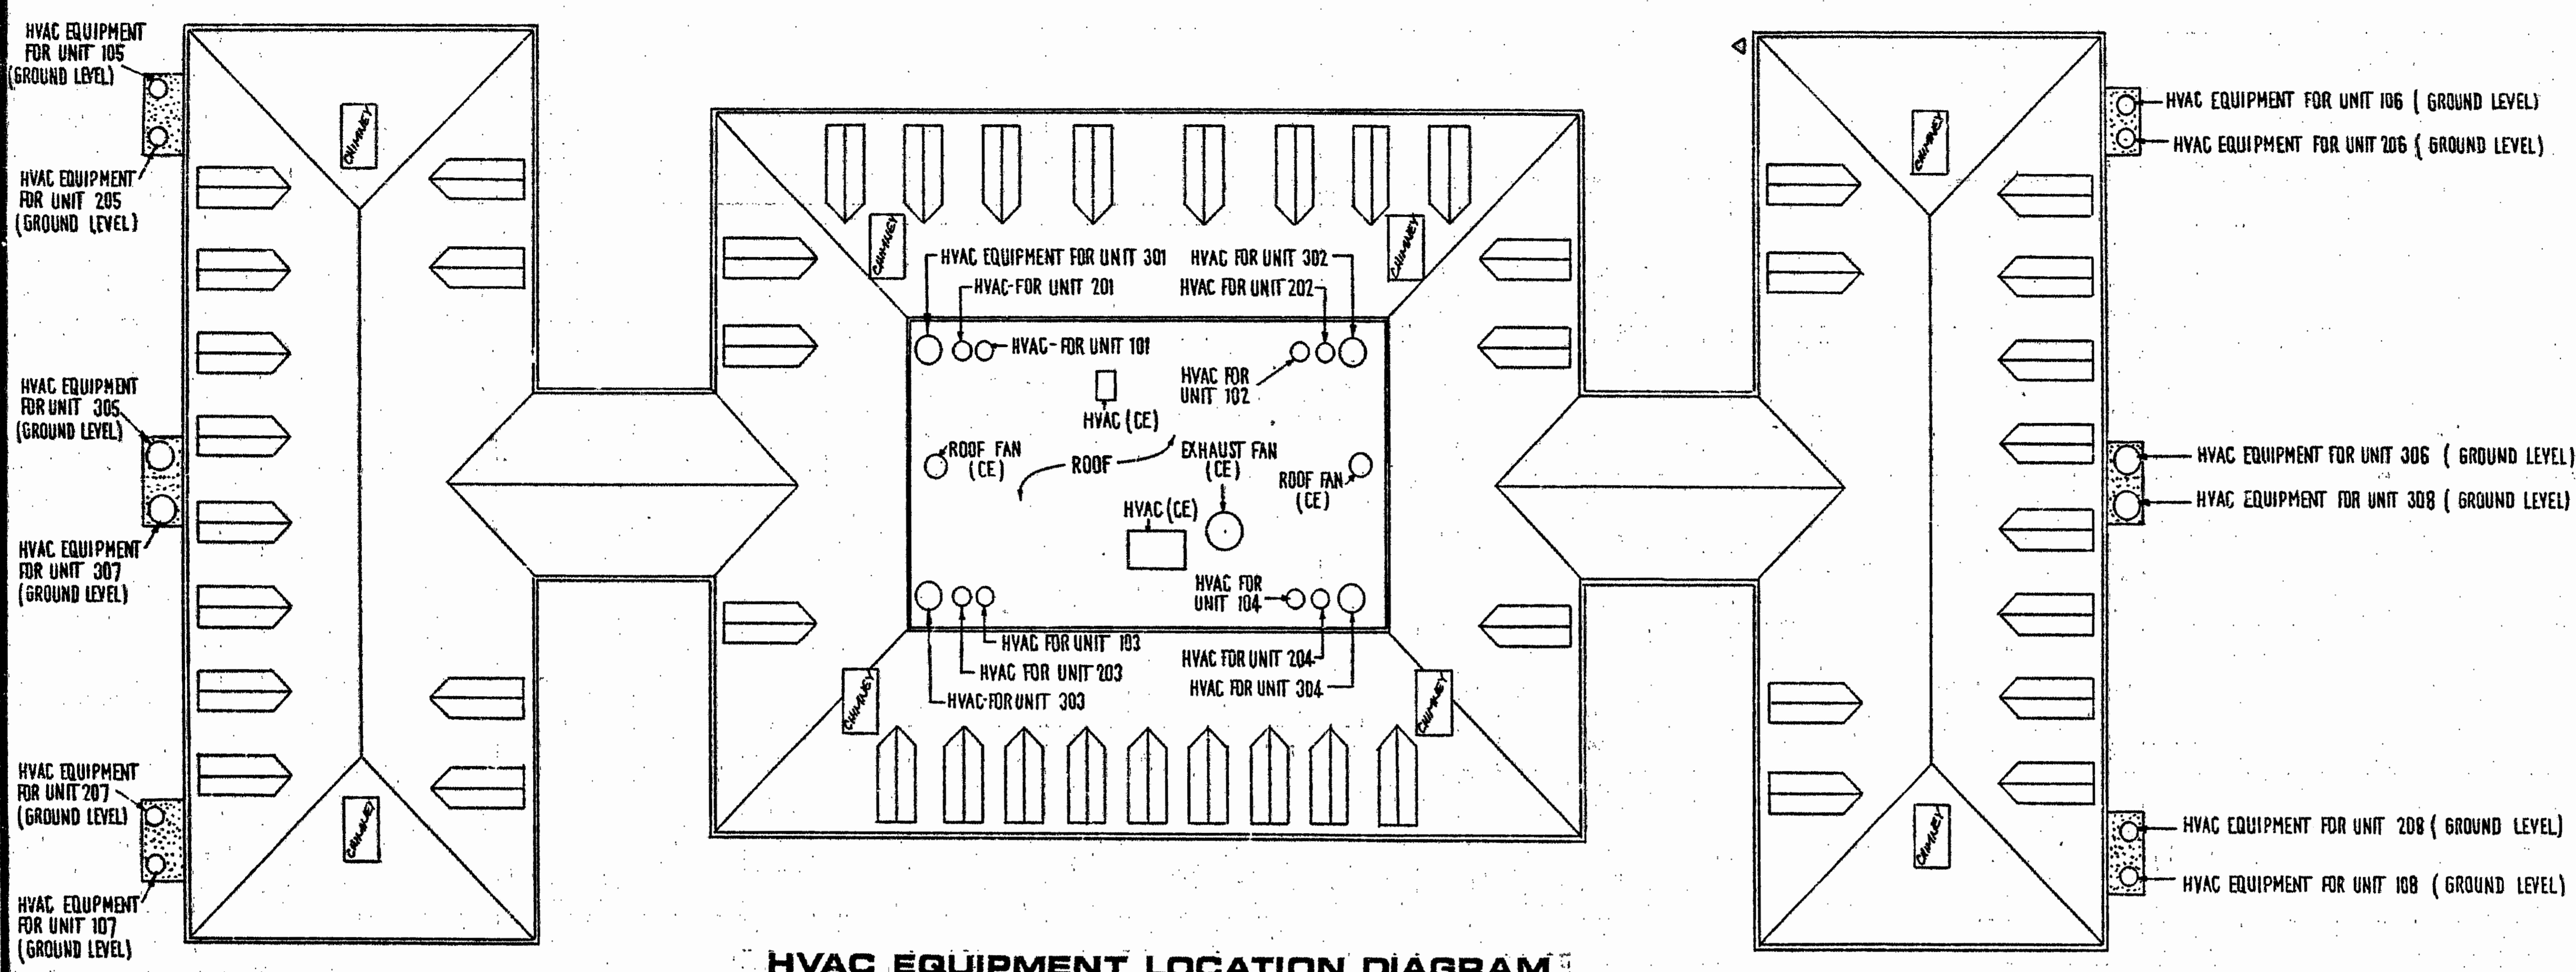 HVAC EQUIPMENT
FOR UNIT 105
(GROUND LEVEL)
HVAC EQUIPMENT
FOR UNIT 205
(GROUND LEVEL)
HVAC EQUIPMENT
FOR UNIT 305
(GROUND LEVEL)
HVAC EQUIPMENT
FOR UNIT 307
(GROUND LEVEL)
HVAC EQUIPMENT
FOR UNIT 207
(GROUND LEVEL)
HVAC EQUIPMENT
FOR UNIT 107
(GROUND LEVEL)
CHIMNEY
CHIMNEY
CHIMNEY
CHIMNEY
HVAC EQUIPMENT FOR UNIT 301
HVAC FOR UNIT 302
HVAC-FOR UNIT 201
HVAC FOR UNIT 202
HVAC-FOR UNIT 101
HVAC FOR
UNIT 102
HVAC (CE)
ROOF FAN
(CE)
ROOF
EXHAUST FAN
(CE)
ROOF FAN
(CE)
HVAC (CE)
HVAC FOR
UNIT 104
HVAC FOR UNIT 103
HVAC FOR UNIT 203
HVAC-FOR UNIT 303
HVAC FOR UNIT 204
HVAC FOR UNIT 304
CHIMNEY
CHIMNEY
CHIMNEY
CHIMNEY
HVAC EQUIPMENT FOR UNIT 106 ( GROUND LEVEL)
HVAC EQUIPMENT FOR UNIT 206 ( GROUND LEVEL)
HVAC EQUIPMENT FOR UNIT 306 ( GROUND LEVEL)
HVAC EQUIPMENT FOR UNIT 308 ( GROUND LEVEL)
HVAC EQUIPMENT FOR UNIT 208 ( GROUND LEVEL)
HVAC EQUIPMENT FOR UNIT 108 ( GROUND LEVEL)
HVAC EQUIPMENT LOCATION DIAGRAM